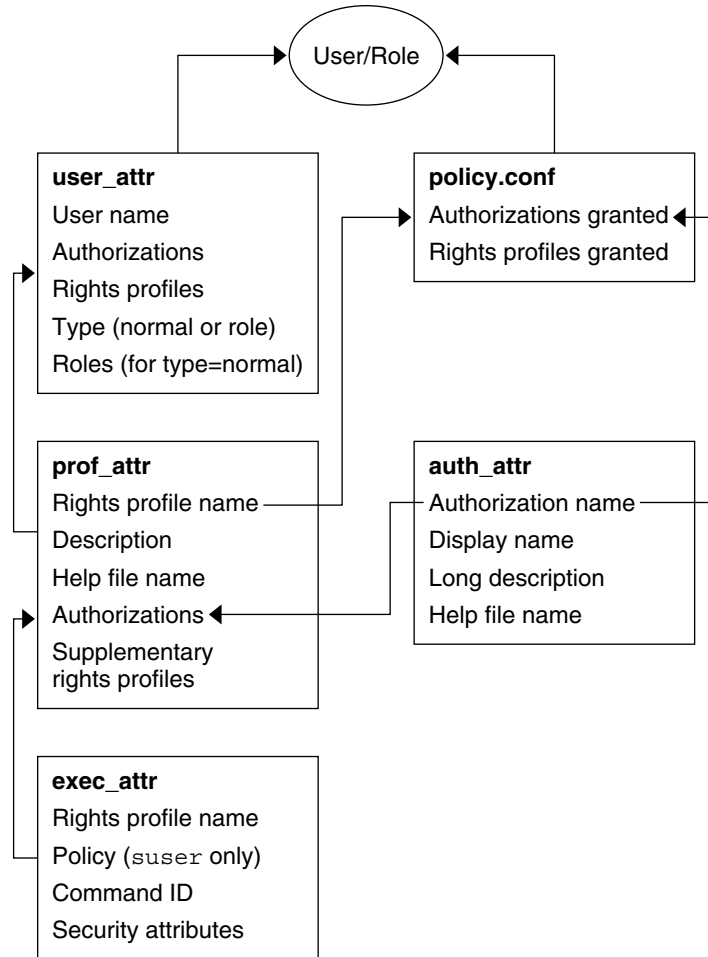 User/Role
user_attr
User name
Authorizations
Rights profiles
Type (normal or role)
Roles (for type=normal)
policy.conf
Authorizations granted
Rights profiles granted
prof_attr
Rights profile name
Description
Help file name
Authorizations
Supplementary
rights profiles
auth_attr
Authorization name
Display name
Long description
Help file name
exec_attr
Rights profile name
Policy (suser only)
Command ID
Security attributes